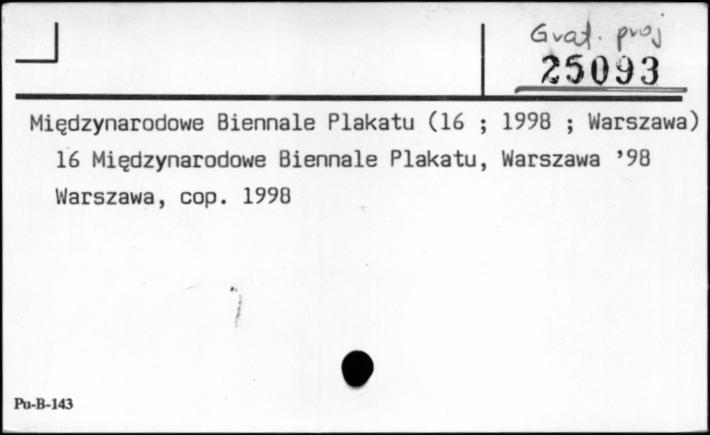 Graf. proj
25093
Międzynarodowe Biennale Plakatu (16 ; 1998 ; Warszawa)
16 Międzynarodowe Biennale Plakatu, Warszawa ’98
Warszawa, cop. 1998
Pu-B-143